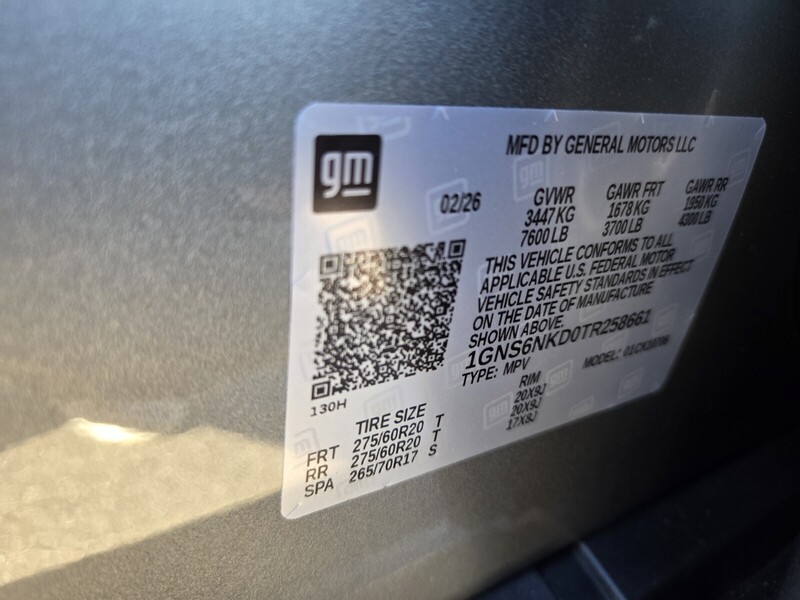 gm
MFD BY GENERAL MOTORS LLC
02/26
GVWR GAWR FRT GAWR RR
3447 KG 1678 KG 1950 KG
7600 LB 3700 LB 4300 LB
THIS VEHICLE CONFORMS TO ALL
APPLICABLE U.S. FEDERAL MOTOR
VEHICLE SAFETY STANDARDS IN EFFECT
ON THE DATE OF MANUFACTURE
SHOWN ABOVE.
1GNS6NKD0TR258661
TYPE: MPV MODEL:
130H
TIRE SIZE RIM
FRT 275/60R20 T 20X9J
RR 275/60R20 T 20X9J
SPA 265/70R17 S 17X8J